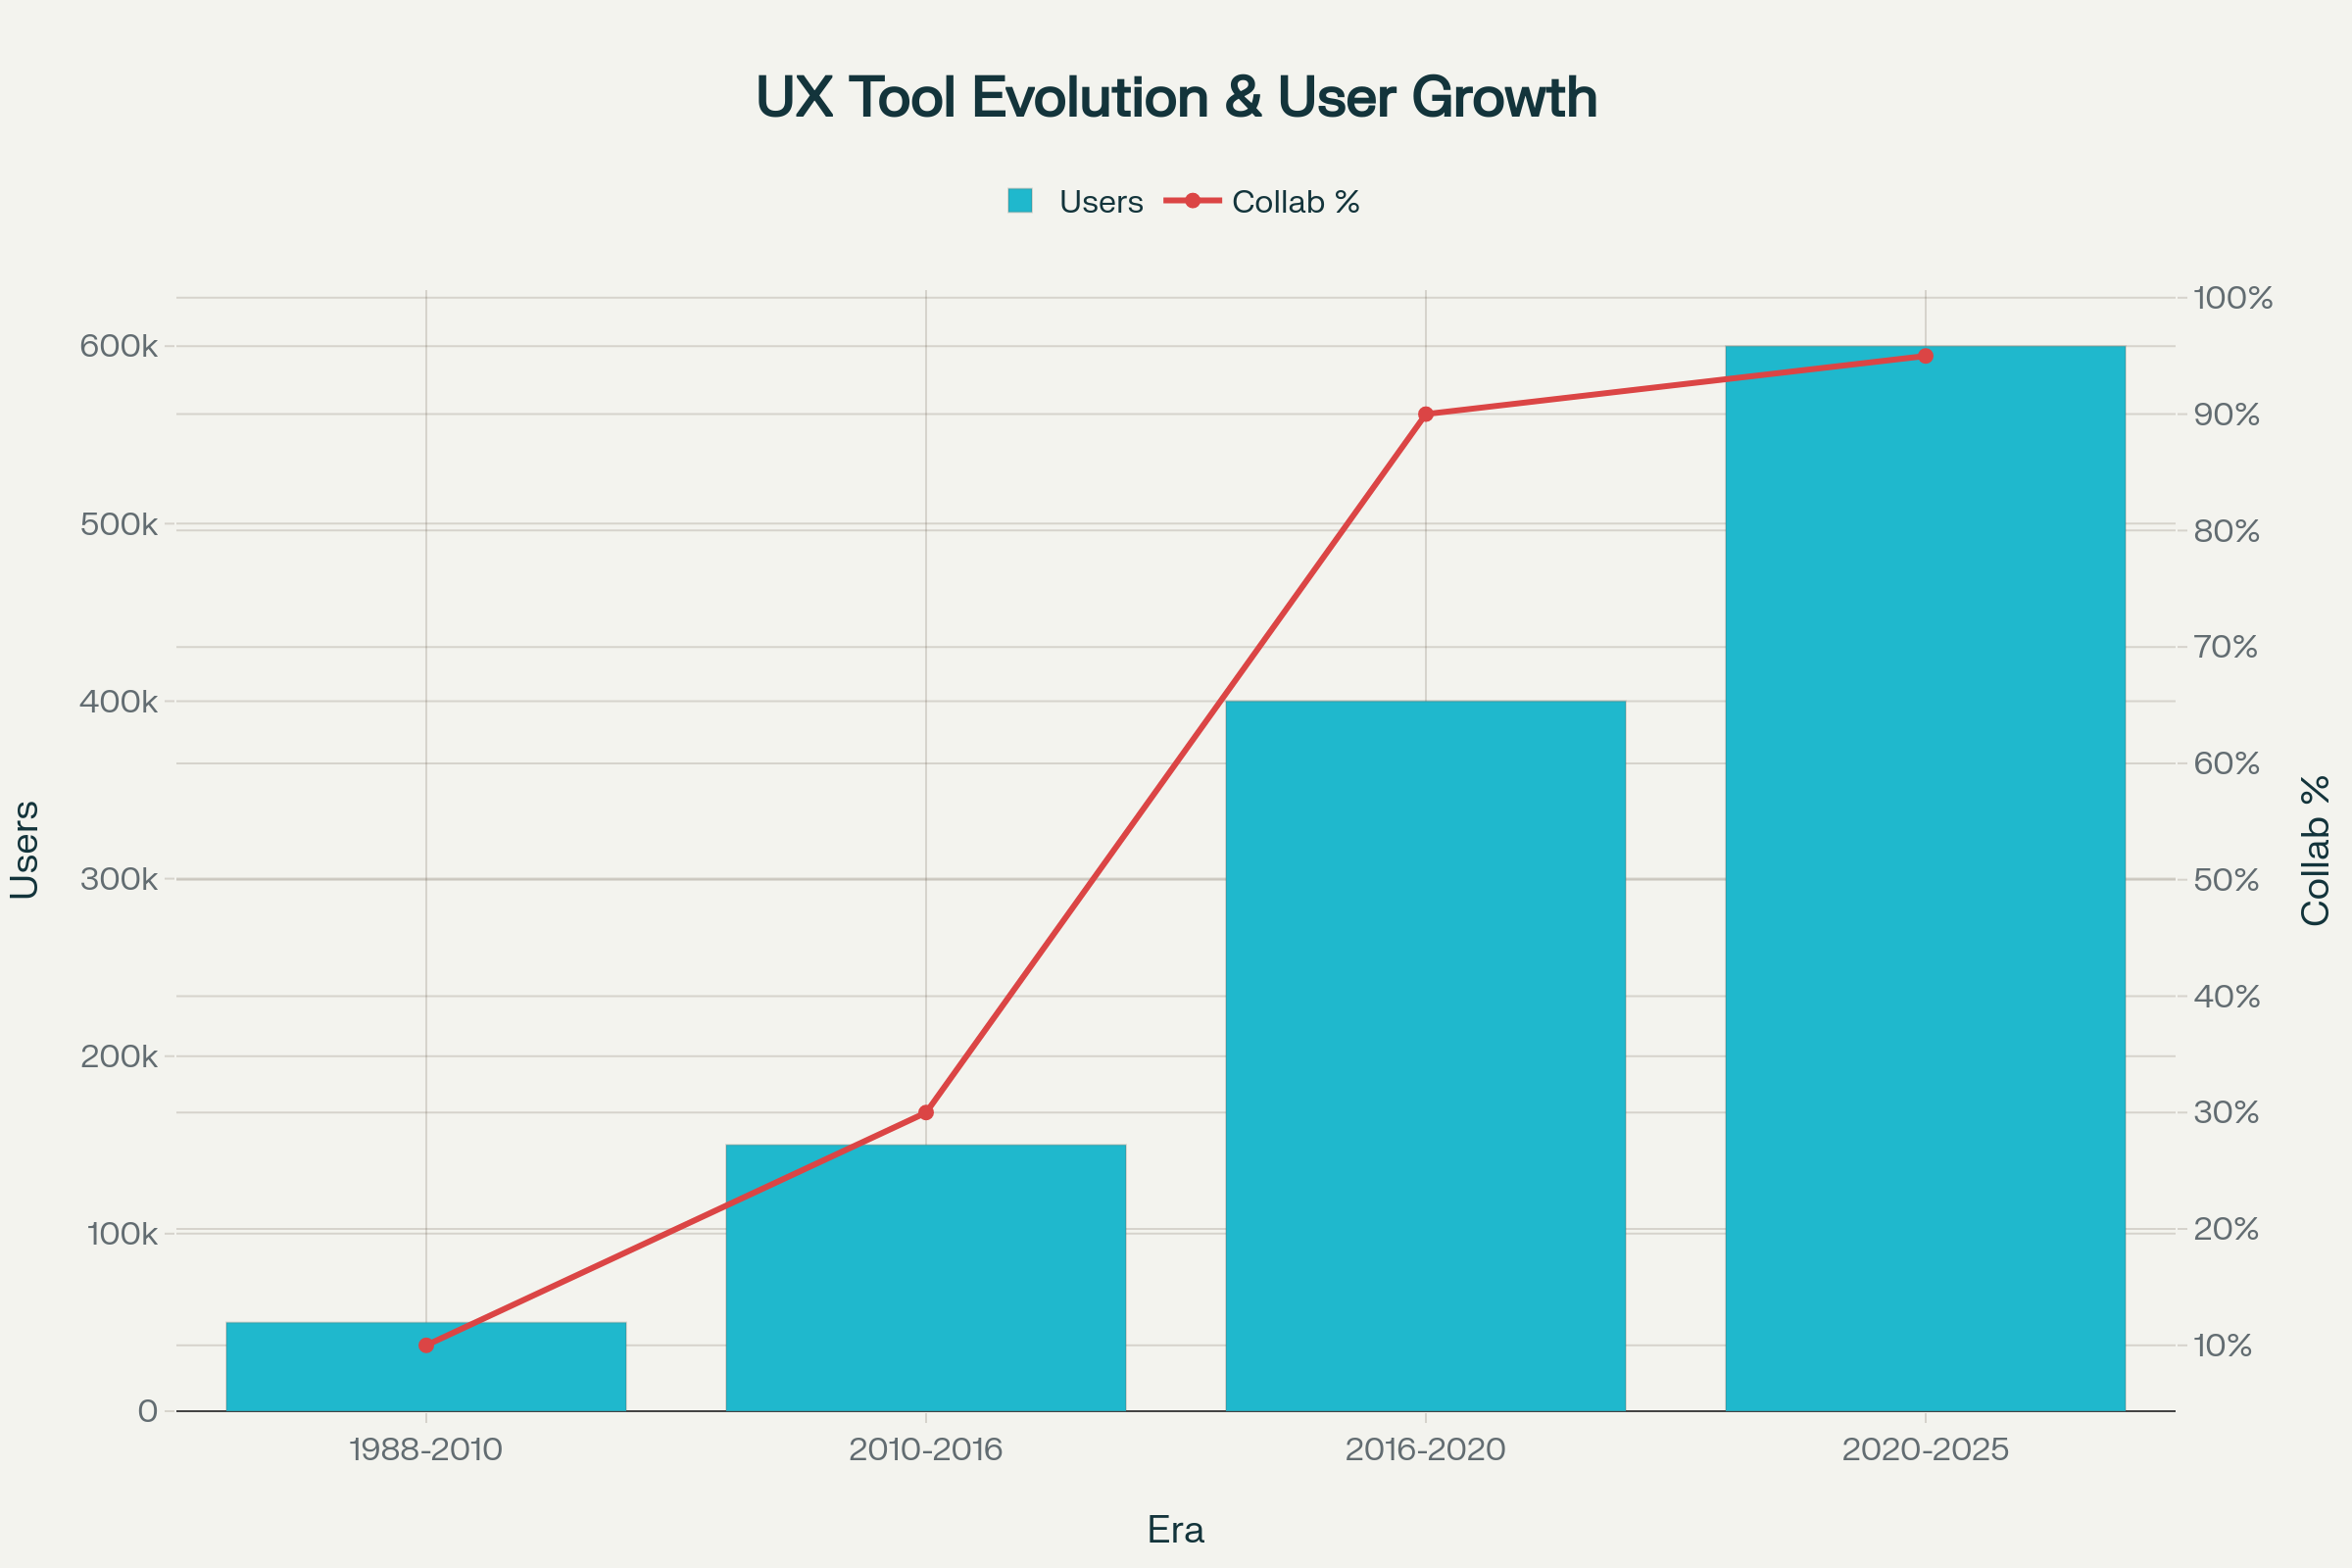 UX Tool Evolution & User Growth
Users
Collab %
600k
500k
400k
300k
200k
100k
0
Users
100%
90%
80%
70%
60%
50%
40%
30%
20%
10%
Collab %
1988-2010
2010-2016
2016-2020
2020-2025
Era